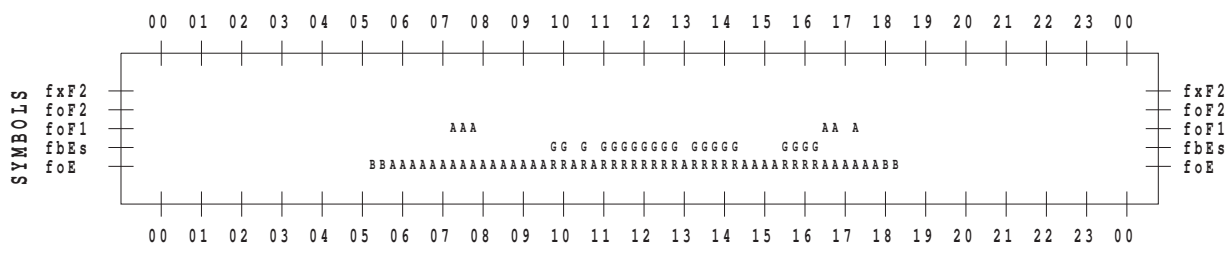 00 01 02 03 04 05 06 07 08 09 10 11 12 13 14 15 16 17 18 19 20 21 22 23 00
SYMBOLS
fxF2 fxF2
foF2 foF2
foF1 AAA AA A foF1
fbEs GG G GGGGGGGG GGGGG GGGG fbEs
foE BBAAAAAAAAAAAAAAAARRARARRRRRRRRARRRRRAAAARRRRAAAAAABB foE
00 01 02 03 04 05 06 07 08 09 10 11 12 13 14 15 16 17 18 19 20 21 22 23 00